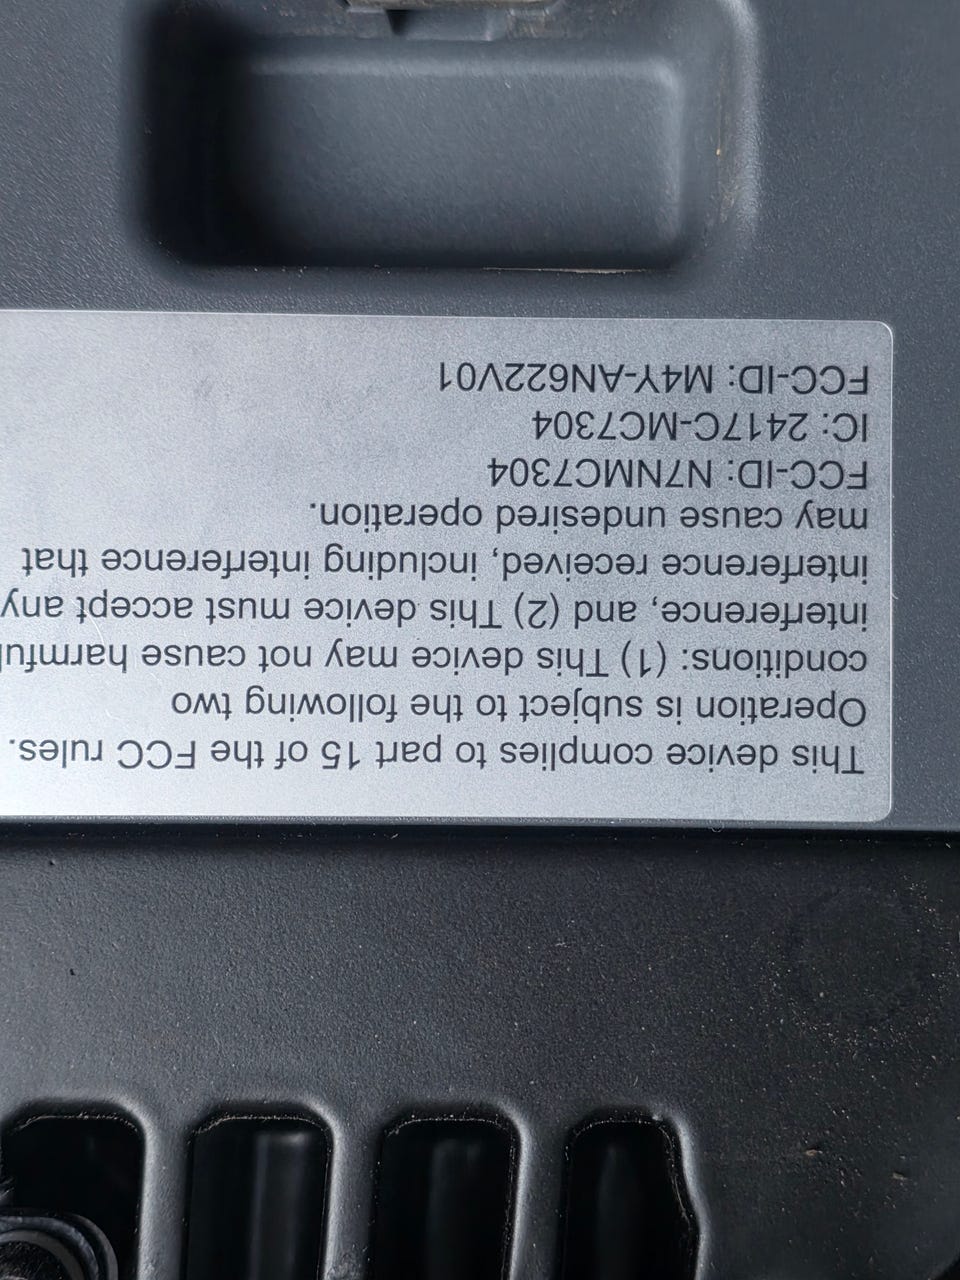 This device complies to part 15 of the FCC rules.
Operation is subject to the following two
conditions: (1) This device may not cause harmful
interference, and (2) This device must accept any
interference received, including interference that
may cause undesired operation.
FCC-ID: N7NMC7304
IC: 2417C-MC7304
FCC-ID: M4Y-AN622V01